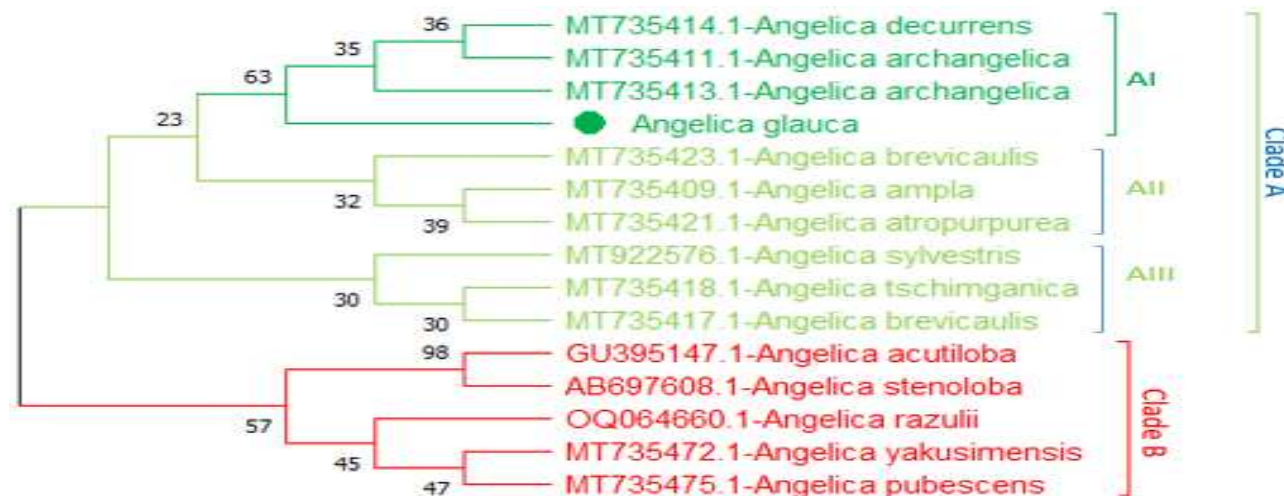 36
MT735414.1-Angelica decurrens
35
MT735411.1-Angelica archangelica
63
MT735413.1-Angelica archangelica
AI
Angelica glauca
23
MT735423.1-Angelica brevicaulis
32
MT735409.1-Angelica ampla
AII
39
MT735421.1-Angelica atropurpurea
Clade A
MT922576.1-Angelica sylvestris
30
MT735418.1-Angelica tschimganica
AIII
30
MT735417.1-Angelica brevicaulis
98
GU395147.1-Angelica acutiloba
AB697608.1-Angelica stenoloba
57
OQ064660.1-Angelica razulii
Clade B
45
MT735472.1-Angelica yakusimensis
47
MT735475.1-Angelica pubescens